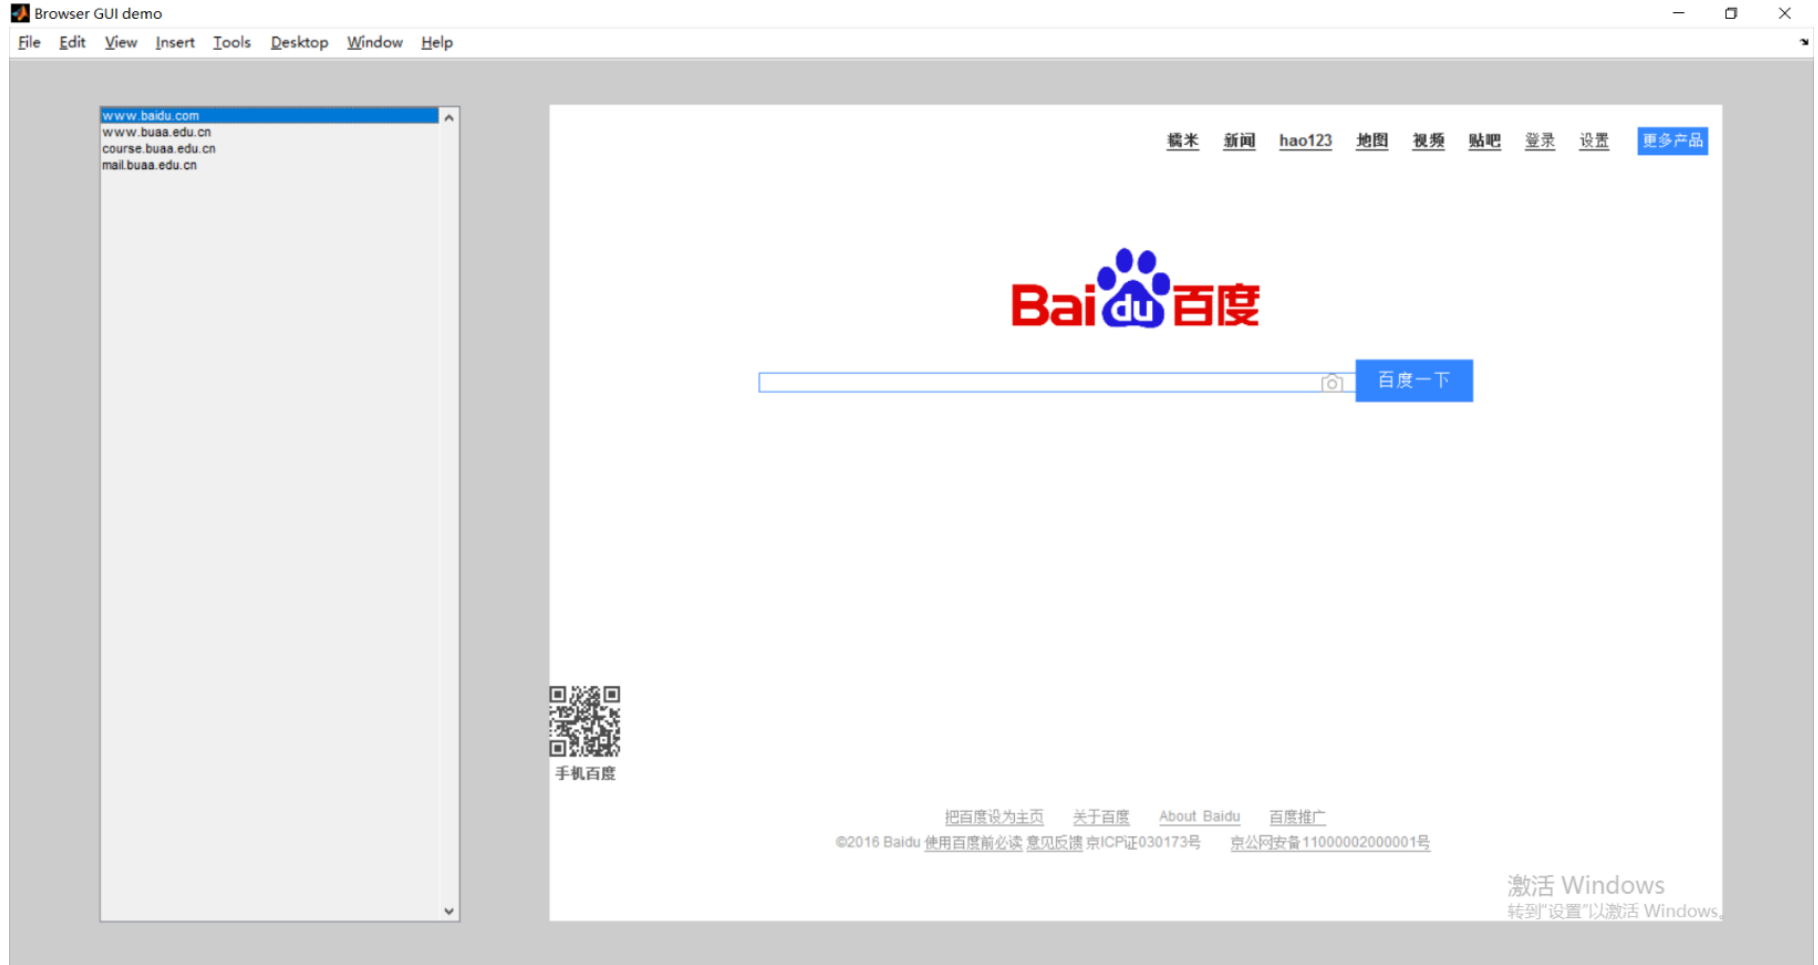 Browser GUI demo
File Edit View Insert Tools Desktop Window Help
www.baidu.com
www.buaa.edu.cn
course.buaa.edu.cn
mail.buaa.edu.cn
糯米 新闻 hao123 地图 视频 贴吧 登录 设置 更多产品
Bai du 百度
百度一下
手机百度
把百度设为主页 关于百度 About Baidu 百度推广
©2016 Baidu 使用百度前必读 意见反馈 京ICP证030173号 京公网安备11000002000001号
激活 Windows
转到"设置"以激活 Windows。